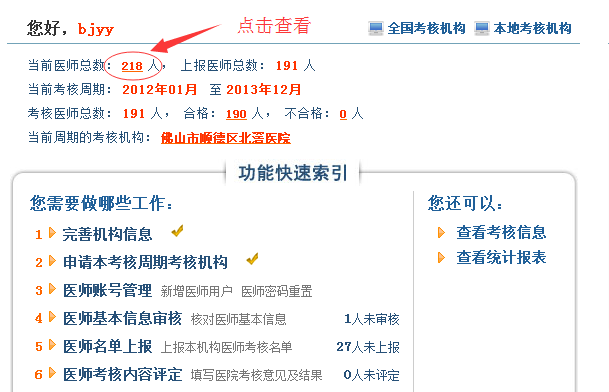 您好，bjyy 点击查看 全国考核机构 本地考核机构
当前医师总数：218 人， 上报医师总数：191 人
当前考核周期：2012年01月 至 2013年12月
考核医师总数：191 人， 合格：190 人， 不合格：0 人
当前周期的考核机构：佛山市顺德区北滘医院
功能快速索引
您需要做哪些工作：
1 完善机构信息
2 申请本考核周期考核机构
3 医师账号管理 新增医师用户 医师密码重置
4 医师基本信息审核 核对医师基本信息 1人未审核
5 医师名单上报 上报本机构医师考核名单 27人未上报
6 医师考核内容评定 填写医院考核意见及结果 0人未评定
您还可以：
查看考核信息
查看统计报表